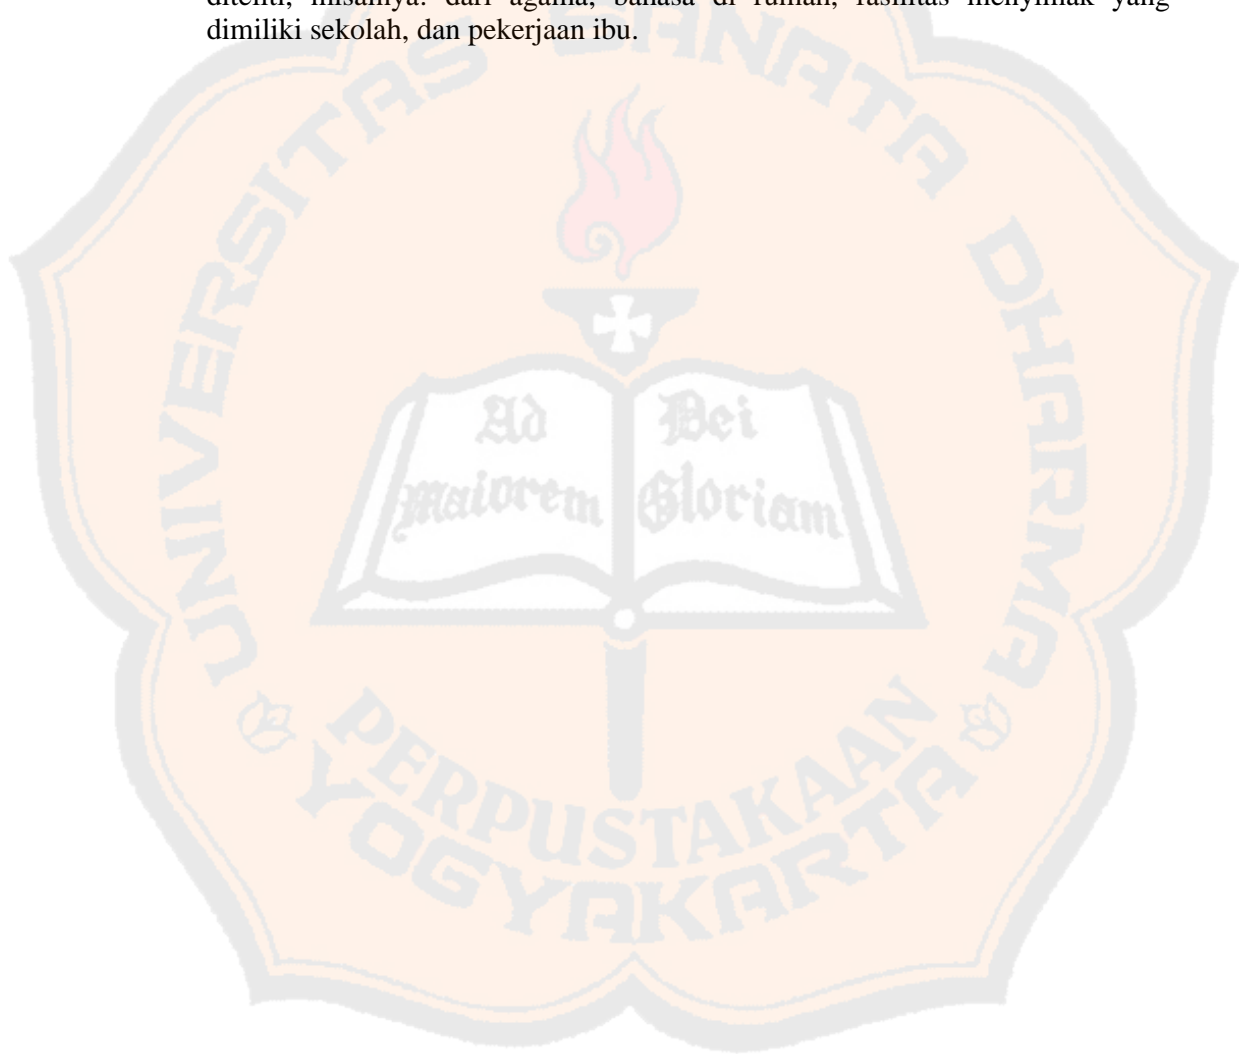 diteliti, misalnya: dari agama, bahasa di rumah, fasilitas menyimak yang
dimiliki sekolah, dan pekerjaan ibu.
UNIVERSITAS SANATA DHARMA
Ad Dei
maiorem Gloriam
PERPUSTAKAAN
YOGYAKARTA